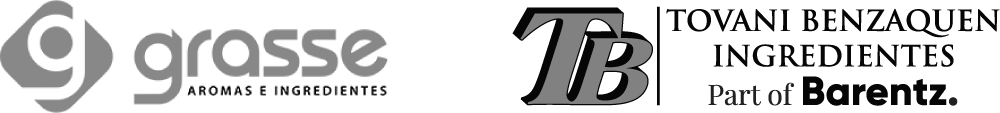 g grasse
AROMAS E INGREDIENTES
TB
TOVANI BENZAQUEN
INGREDIENTES
Part of Barentz.